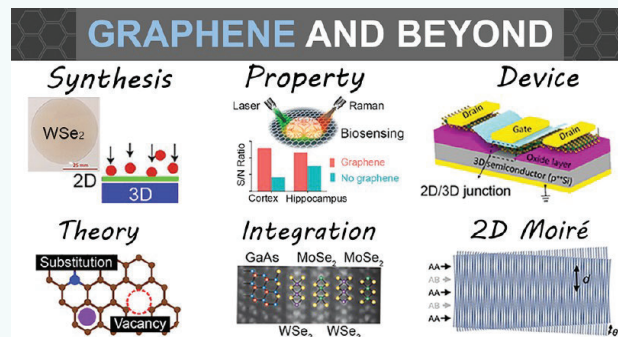 GRAPHENE AND BEYOND
Synthesis
Property
Device
WSe₂
25 mm
2D
3D
Laser
Raman
Biosensing
S/N Ratio
Graphene
No graphene
Cortex
Hippocampus
Drain
Gate
Drain
Oxide layer
3D semiconductor (p⁺⁺Si)
2D/3D junction
Theory
Integration
2D Moiré
Substitution
Vacancy
GaAs
MoSe₂
MoSe₂
WSe₂
WSe₂
AA
AB
AA
AB
AA
d
θ